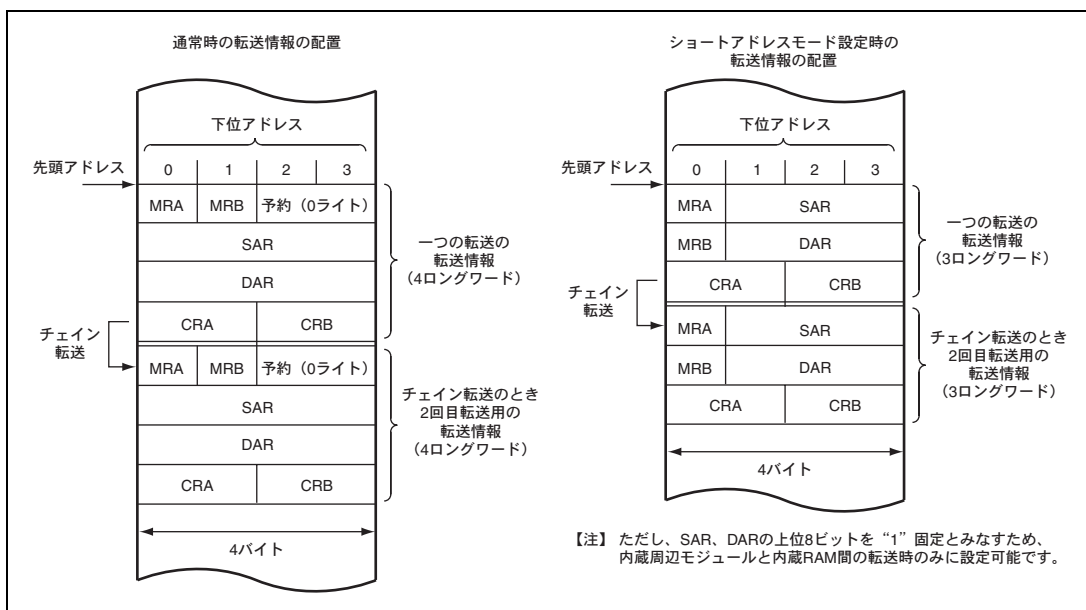 通常時の転送情報の配置
下位アドレス
先頭アドレス
0 1 2 3
MRA MRB 予約（0ライト）
SAR
DAR
CRA CRB
一つの転送の
転送情報
（4ロングワード）
チェイン
転送
MRA MRB 予約（0ライト）
SAR
DAR
CRA CRB
チェイン転送のとき
2回目転送用の
転送情報
（4ロングワード）
4バイト
ショートアドレスモード設定時の
転送情報の配置
下位アドレス
先頭アドレス
0 1 2 3
MRA SAR
MRB DAR
CRA CRB
一つの転送の
転送情報
（3ロングワード）
チェイン
転送
MRA SAR
MRB DAR
CRA CRB
チェイン転送のとき
2回目転送用の
転送情報
（3ロングワード）
4バイト
【注】 ただし、SAR、DARの上位8ビットを“1”固定とみなすため、
内蔵周辺モジュールと内蔵RAM間の転送時のみに設定可能です。